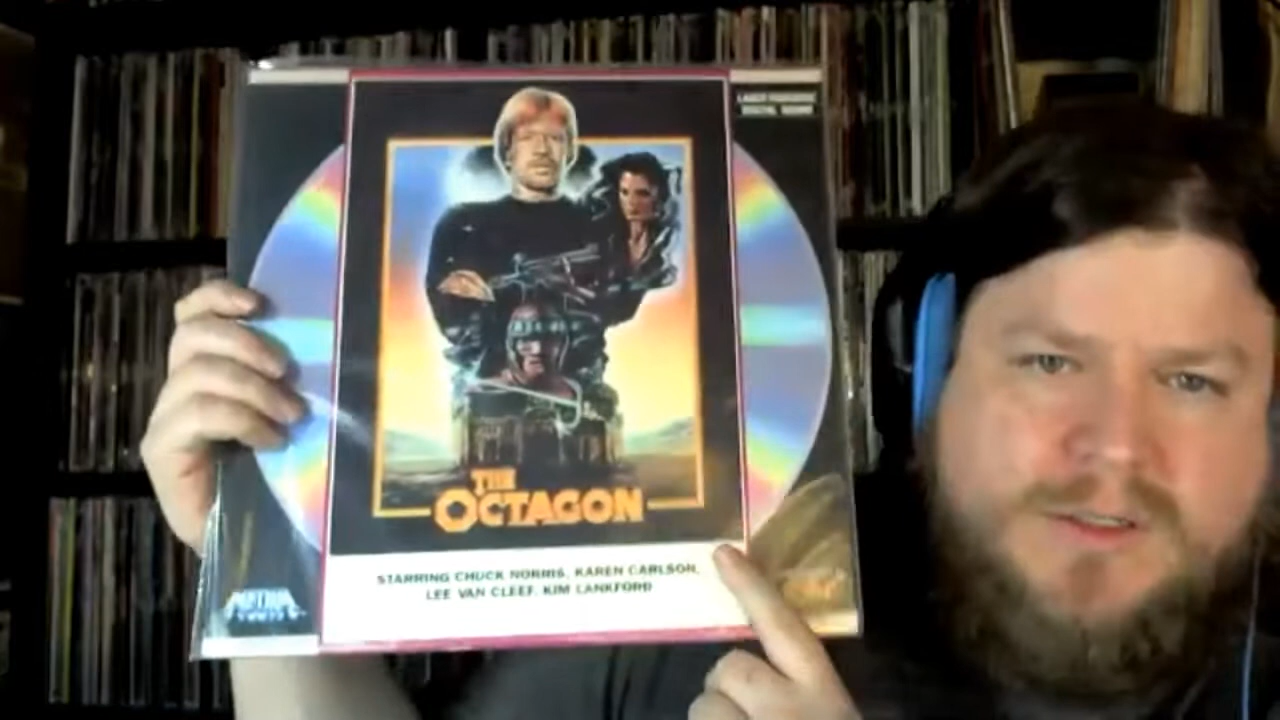 THE
OCTAGON
STARRING CHUCK NORRIS, KAREN CARLSON,
LEE VAN CLEEF, KIM LANKFORD